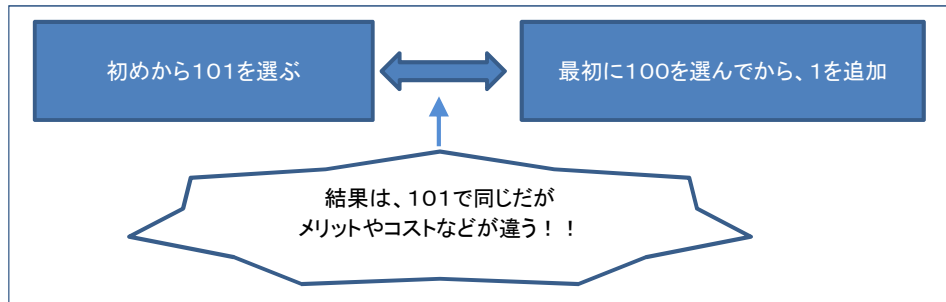 初めから１０１を選ぶ
最初に１００を選んでから、１を追加
結果は、１０１で同じだが
メリットやコストなどが違う！！